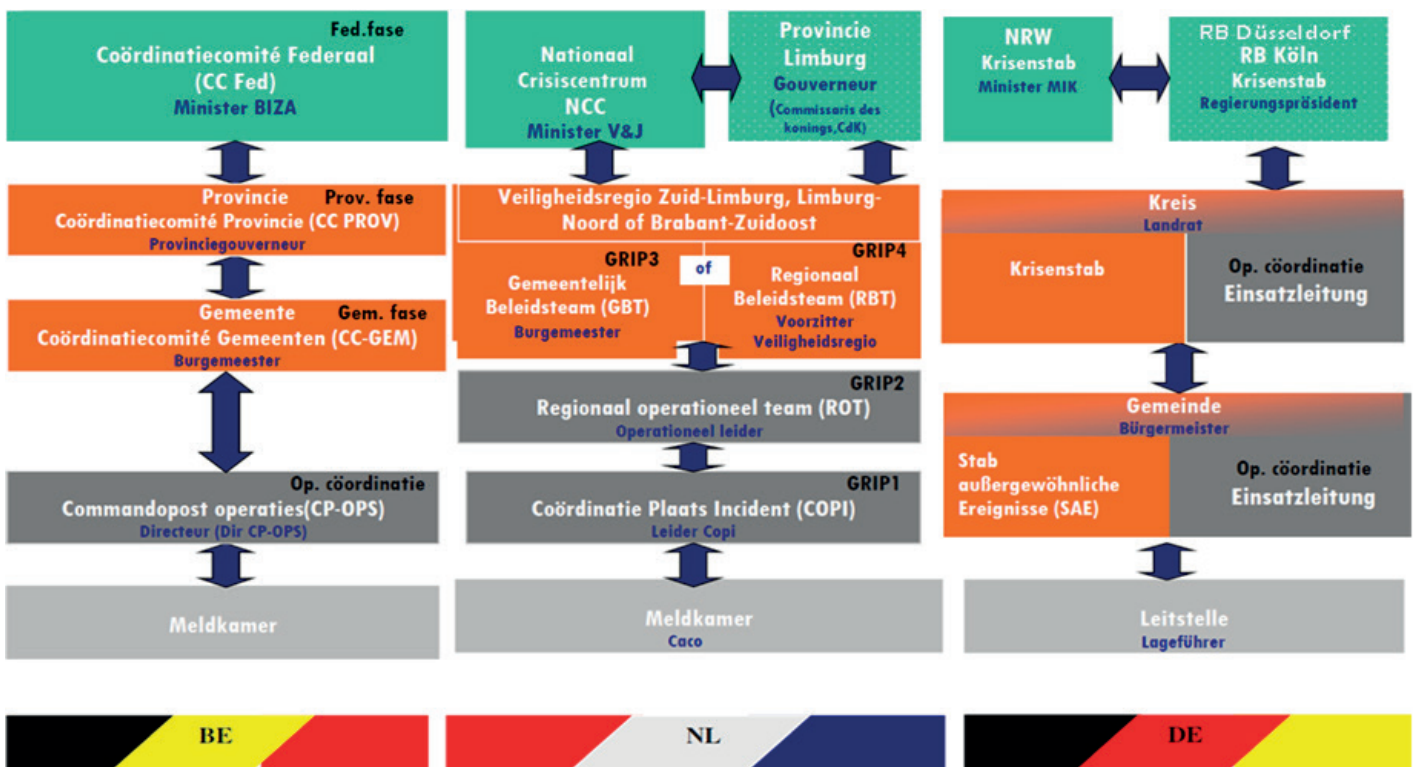 Fed.fase
Coördinatiecomité Federaal
(CC Fed)
Minister BIZA
Provincie
Prov. fase
Coördinatiecomité Provincie (CC PROV)
Provinciegouverneur
Gemeente
Gem. fase
Coördinatiecomité Gemeenten (CC-GEM)
Burgemeester
Op. cöordinatie
Commandopost operaties(CP-OPS)
Directeur (Dir CP-OPS)
Meldkamer
BE
Nationaal
Crisiscentrum
NCC
Minister V&J
Provincie
Limburg
Gouverneur
(Commissaris des
konings,CdK)
Veiligheidsregio Zuid-Limburg, Limburg-
Noord of Brabant-Zuidoost
GRIP3
Gemeentelijk
Beleidsteam (GBT)
Burgemeester
of
GRIP4
Regionaal
Beleidsteam (RBT)
Voorzitter
Veiligheidsregio
GRIP2
Regionaal operationeel team (ROT)
Operationeel leider
GRIP1
Coördinatie Plaats Incident (COPI)
Leider Copi
Meldkamer
Caco
NL
NRW
Krisenstab
Minister MIK
RB Düsseldorf
RB Köln
Krisenstab
Regierungspräsident
Kreis
Landrat
Krisenstab
Op. cöordinatie
Einsatzleitung
Gemeinde
Bürgermeister
Stab
außergewöhnliche
Ereignisse (SAE)
Op. cöordinatie
Einsatzleitung
Leitstelle
Lageführer
DE